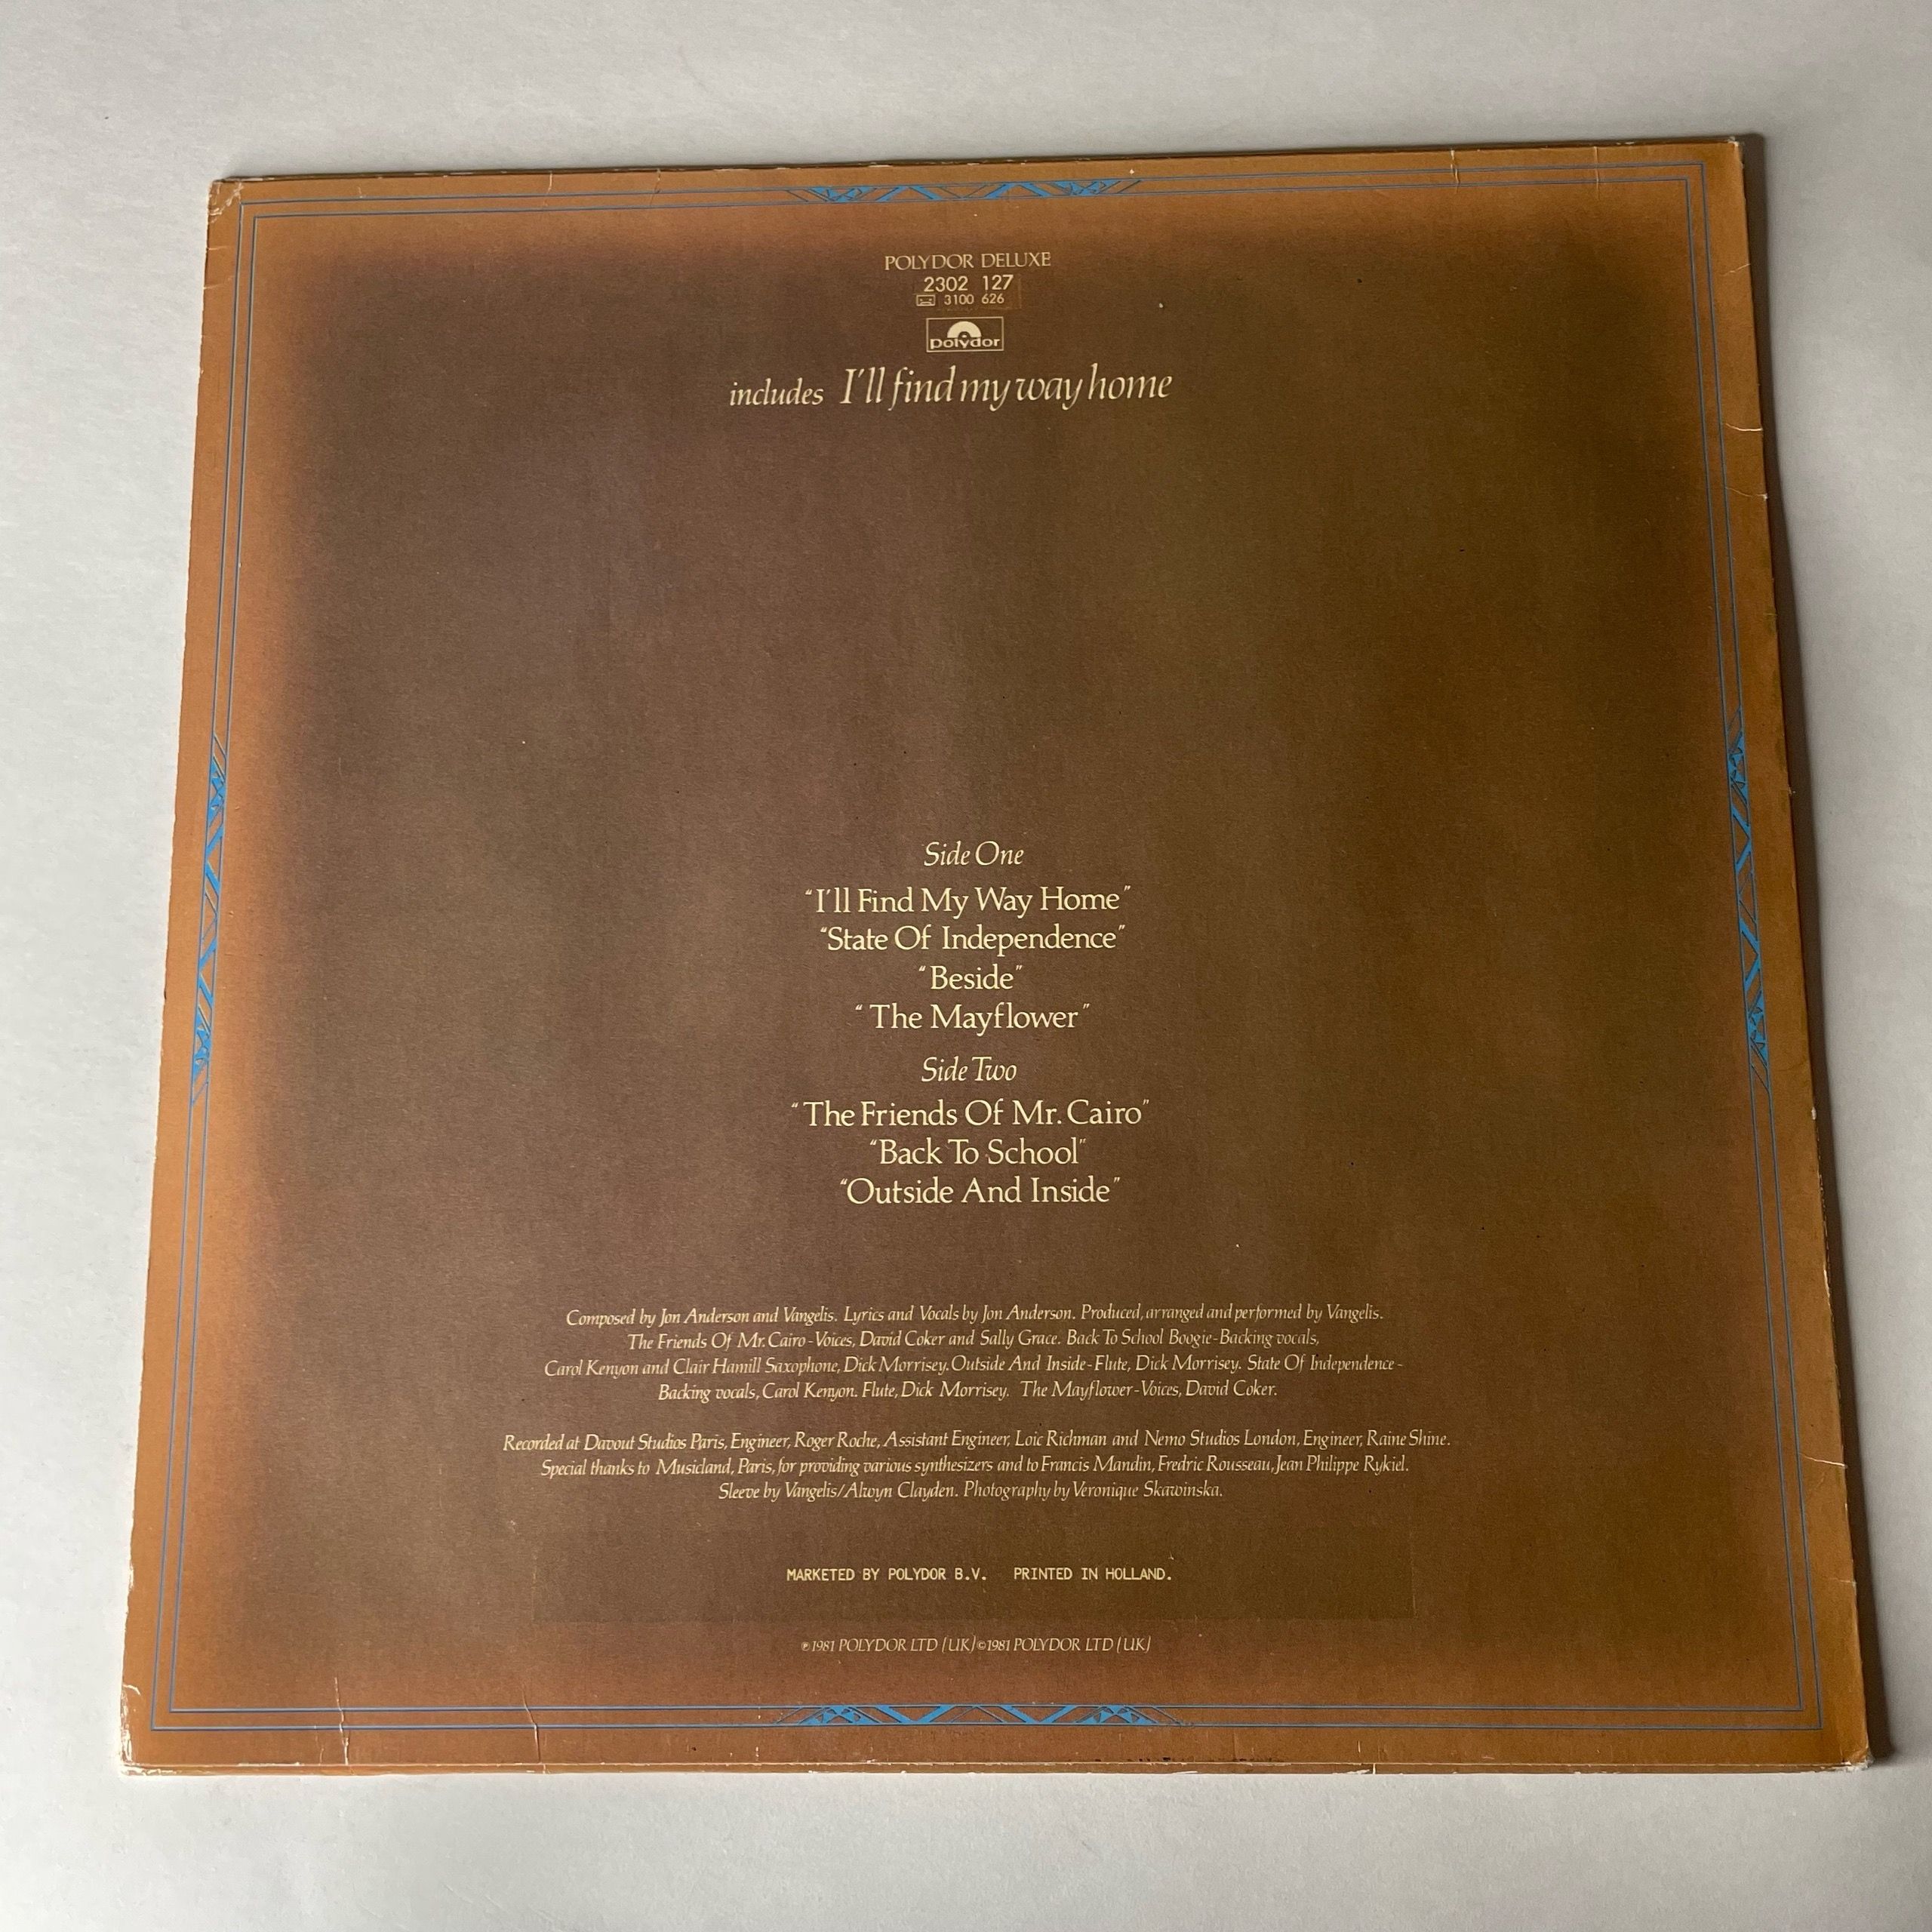 POLYDOR DELUXE
2302 127
3100 626
polydor
includes I'll find my way home
Side One
“I'll Find My Way Home”
“State Of Independence”
“Beside”
“The Mayflower”
Side Two
“The Friends Of Mr. Cairo”
“Back To School”
“Outside And Inside”
Composed by Jon Anderson and Vangelis. Lyrics and Vocals by Jon Anderson. Produced, arranged and performed by Vangelis.
The Friends Of Mr. Cairo - Voices, David Coker and Sally Grace. Back To School Boogie - Backing vocals,
Carol Kenyon and Clair Hamill Saxophone, Dick Morrisey. Outside And Inside - Flute, Dick Morrisey. State Of Independence -
Backing vocals, Carol Kenyon. Flute, Dick Morrisey. The Mayflower - Voices, David Coker.
Recorded at Davout Studios Paris, Engineer, Roger Roche, Assistant Engineer, Loic Richman and Nemo Studios London, Engineer, Raine Shine.
Special thanks to Musicland, Paris, for providing various synthesizers and to Francis Mandin, Fredric Rousseau, Jean Philippe Rykiel.
Sleeve by Vangelis/Alwyn Clayden. Photography by Veronique Skawinska.
MARKETED BY POLYDOR B.V. PRINTED IN HOLLAND.
℗ 1981 POLYDOR LTD (UK) © 1981 POLYDOR LTD (UK)